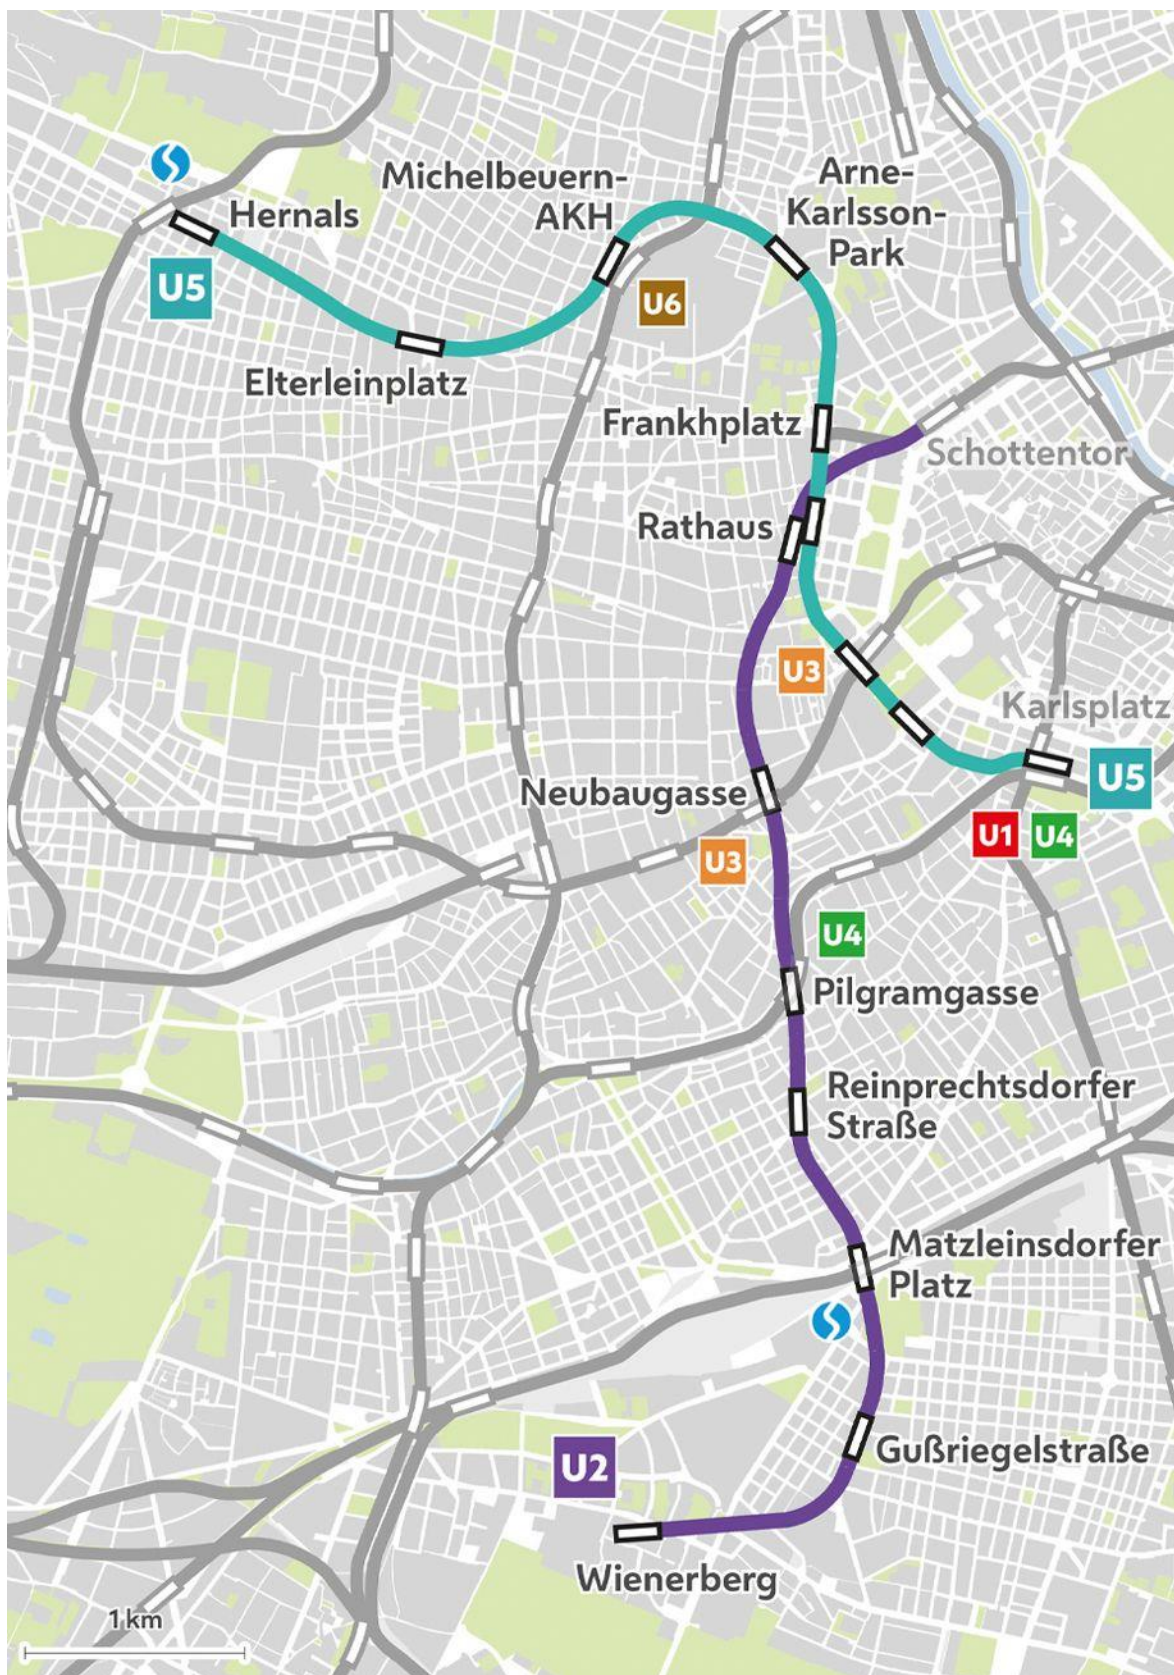 Michelbeuern-
AKH
Arne-
Karlsson-
Park
Hernals
U5
U6
Elterleinplatz
Frankhplatz
Schottentor
Rathaus
U3
Karlsplatz
U5
Neubaugasse
U3
U1
U4
U4
Pilgramgasse
Reinprechtsdorfer
Straße
Matzleinsdorfer
Platz
Gußriegelstraße
U2
Wienerberg
1 km